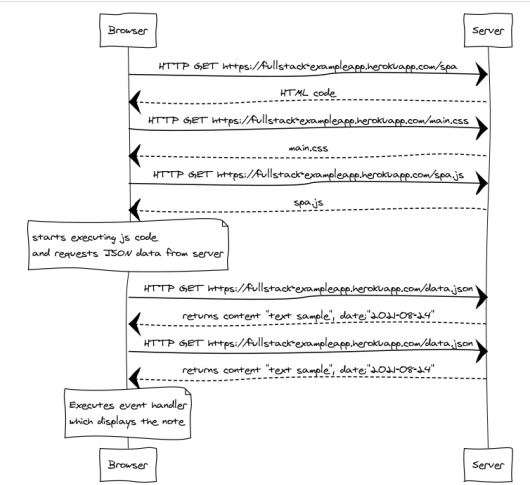 Browser
Server
HTTP GET https://fullstack-exampleapp.herokuapp.com/spa
HTML code
HTTP GET https://fullstack-exampleapp.herokuapp.com/main.css
main.css
HTTP GET https://fullstack-exampleapp.herokuapp.com/spa.js
spa.js
starts executing js code
and requests JSON data from server
HTTP GET https://fullstack-exampleapp.herokuapp.com/data.json
returns content "text sample", date;"2021-08-24"
HTTP GET https://fullstack-exampleapp.herokuapp.com/data.json
returns content "text sample", date;"2021-08-24"
Executes event handler
which displays the note
Browser
Server